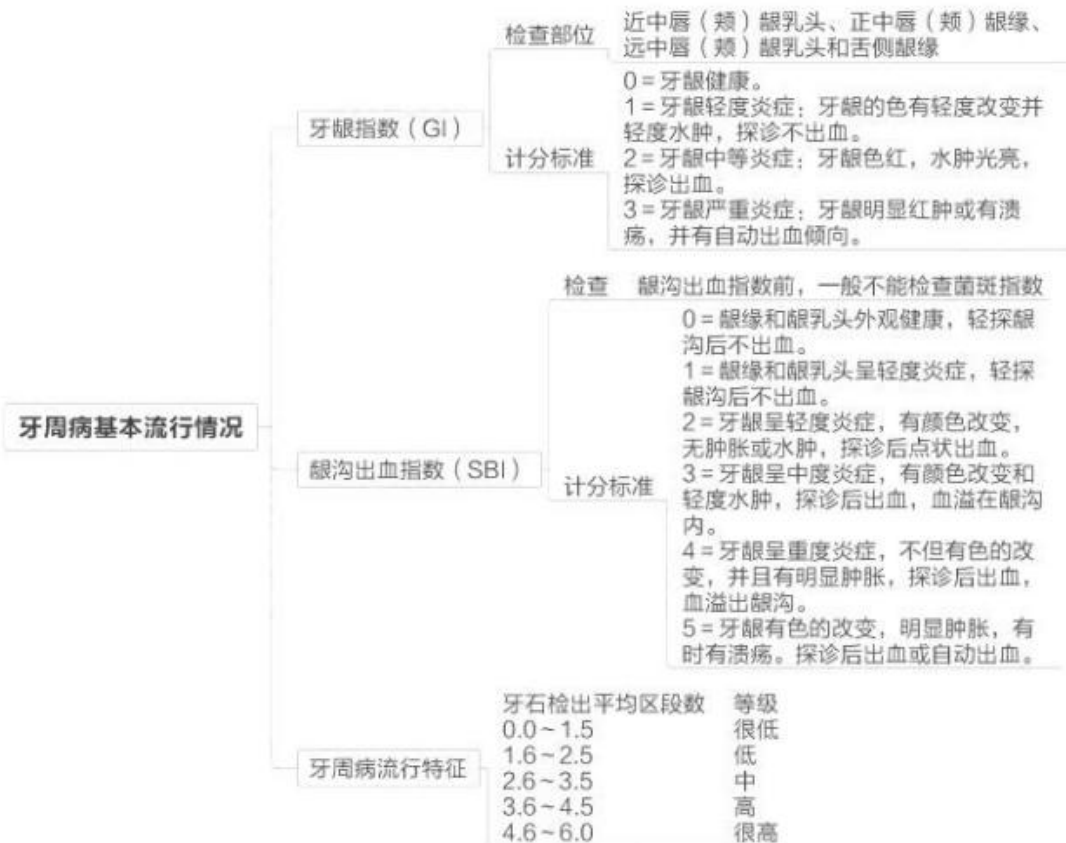 牙周病基本流行情况
牙龈指数（GI）
检查部位
近中唇（颊）龈乳头、正中唇（颊）龈缘、
远中唇（颊）龈乳头和舌侧龈缘
计分标准
0＝牙龈健康。
1＝牙龈轻度炎症；牙龈的色有轻度改变并
轻度水肿，探诊不出血。
2＝牙龈中等炎症；牙龈色红，水肿光亮，
探诊出血。
3＝牙龈严重炎症；牙龈明显红肿或有溃
疡，并有自动出血倾向。
龈沟出血指数（SBI）
检查
龈沟出血指数前，一般不能检查菌斑指数
计分标准
0＝龈缘和龈乳头外观健康，轻探龈
沟后不出血。
1＝龈缘和龈乳头呈轻度炎症，轻探
龈沟后不出血。
2＝牙龈呈轻度炎症，有颜色改变，
无肿胀或水肿，探诊后点状出血。
3＝牙龈呈中度炎症，有颜色改变和
轻度水肿，探诊后出血，血溢在龈沟
内。
4＝牙龈呈重度炎症，不但有色的改
变，并且有明显肿胀，探诊后出血，
血溢出龈沟。
5＝牙龈有色的改变，明显肿胀，有
时有溃疡。探诊后出血或自动出血。
牙周病流行特征
牙石检出平均区段数 等级
0.0～1.5 很低
1.6～2.5 低
2.6～3.5 中
3.6～4.5 高
4.6～6.0 很高